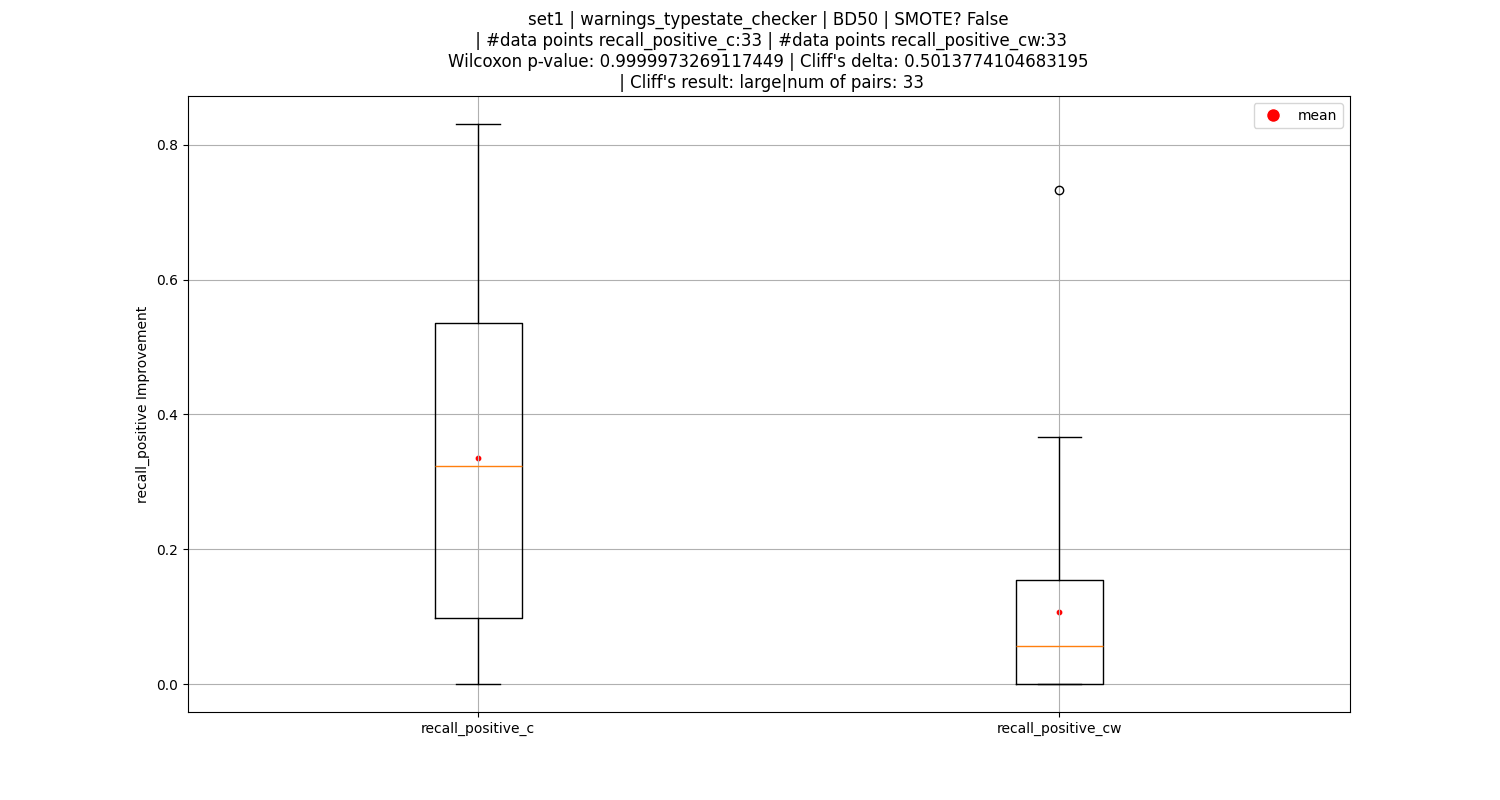 set1 | warnings_typestate_checker | BD50 | SMOTE? False
| #data points recall_positive_c:33 | #data points recall_positive_cw:33
Wilcoxon p-value: 0.9999973269117449 | Cliff's delta: 0.5013774104683195
| Cliff's result: large|num of pairs: 33
mean
0.8
0.6
0.4
0.2
0.0
recall_positive Improvement
recall_positive_c
recall_positive_cw